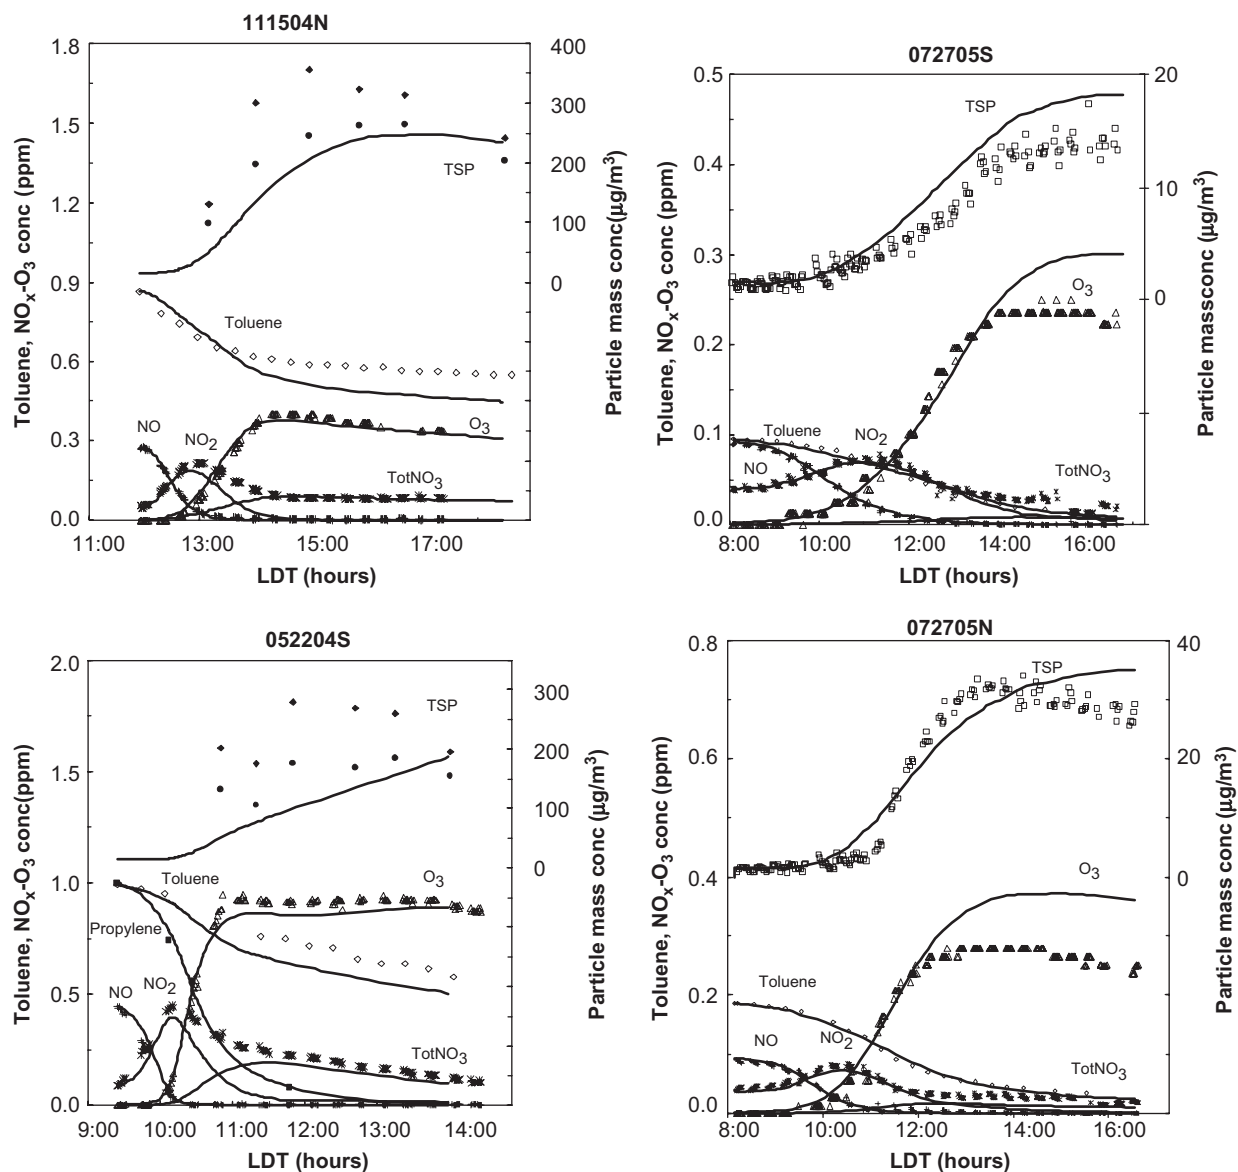 111504N
Toluene, NOx-O3 conc (ppm)
1.8
1.5
1.2
0.9
0.6
0.3
0.0
400
300
200
100
0
Particle mass conc(µg/m³)
TSP
Toluene
NO
NO2
O3
TotNO3
11:00 13:00 15:00 17:00
LDT (hours)
072705S
Toluene, NOx-O3 conc (ppm)
0.5
0.4
0.3
0.2
0.1
0.0
20
10
0
Particle massconc (µg/m³)
TSP
O3
Toluene
NO2
NO
TotNO3
8:00 10:00 12:00 14:00 16:00
LDT (hours)
052204S
Toluene, NOx-O3 conc(ppm)
2.0
1.5
1.0
0.5
0.0
300
200
100
0
Particle mass conc (µg/m³)
TSP
Toluene
O3
Propylene
NO
NO2
TotNO3
9:00 10:00 11:00 12:00 13:00 14:00
LDT (hours)
072705N
Toluene, NOx-O3 conc (ppm)
0.8
0.6
0.4
0.2
0.0
40
20
0
Particle mass conc (µg/m³)
TSP
O3
Toluene
NO
NO2
TotNO3
8:00 10:00 12:00 14:00 16:00
LDT (hours)